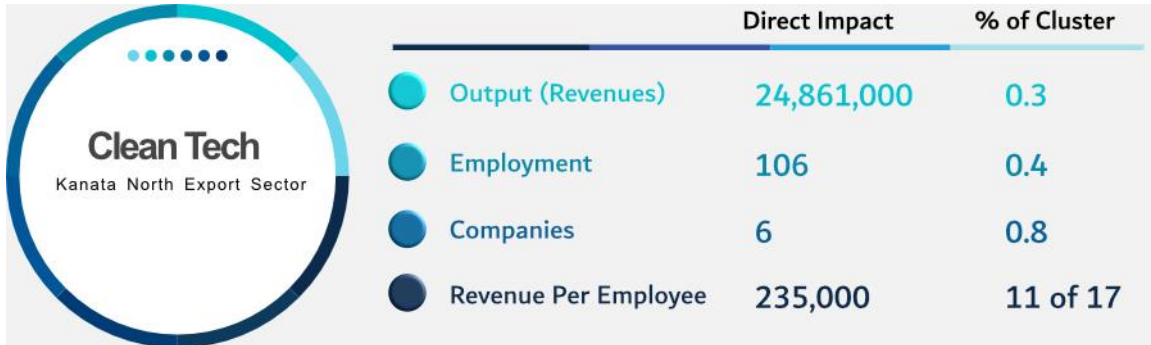 Direct Impact % of Cluster
Clean Tech
Kanata North Export Sector
Output (Revenues) 24,861,000 0.3
Employment 106 0.4
Companies 6 0.8
Revenue Per Employee 235,000 11 of 17